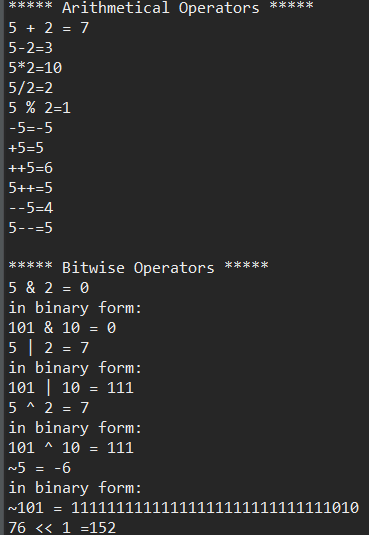 ***** Arithmetical Operators *****
5 + 2 = 7
5-2=3
5*2=10
5/2=2
5 % 2=1
-5=-5
+5=5
++5=6
5++=5
--5=4
5--=5
***** Bitwise Operators *****
5 & 2 = 0
in binary form:
101 & 10 = 0
5 | 2 = 7
in binary form:
101 | 10 = 111
5 ^ 2 = 7
in binary form:
101 ^ 10 = 111
~5 = -6
in binary form:
~101 = 11111111111111111111111111111010
76 << 1 =152